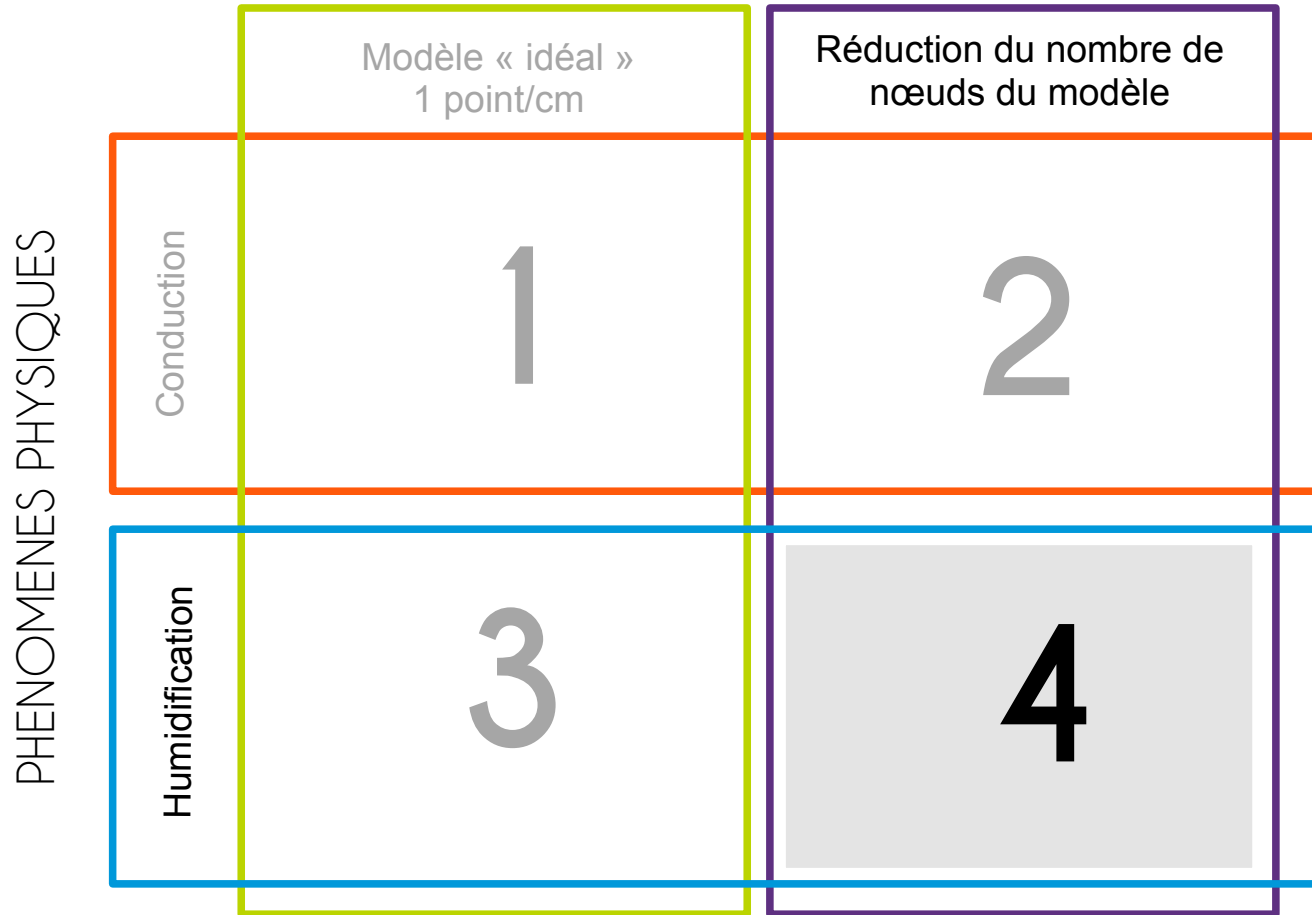 Modèle « idéal »
1 point/cm
Réduction du nombre de
nœuds du modèle
PHENOMENES PHYSIQUES
Conduction
1
2
Humidification
3
4